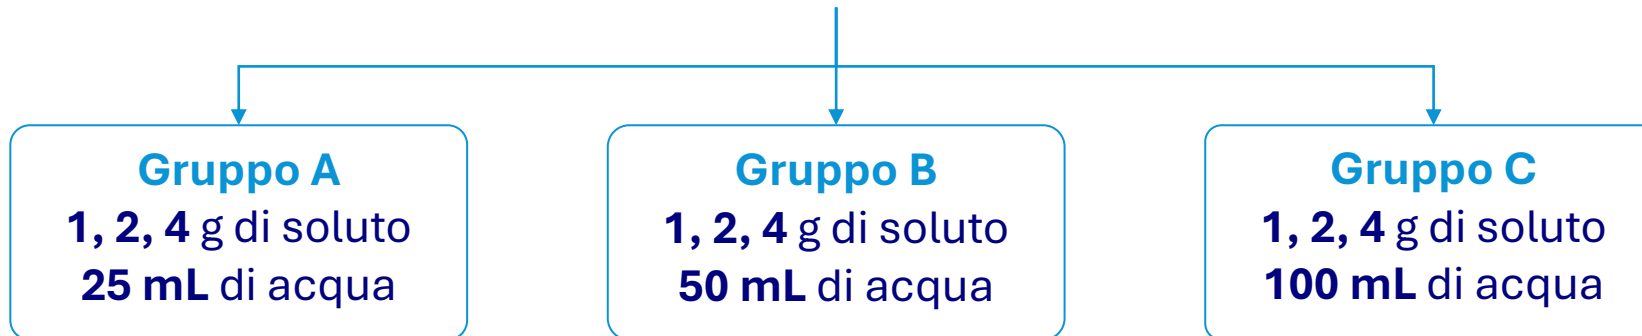 Gruppo A
1, 2, 4 g di soluto
25 mL di acqua
Gruppo B
1, 2, 4 g di soluto
50 mL di acqua
Gruppo C
1, 2, 4 g di soluto
100 mL di acqua